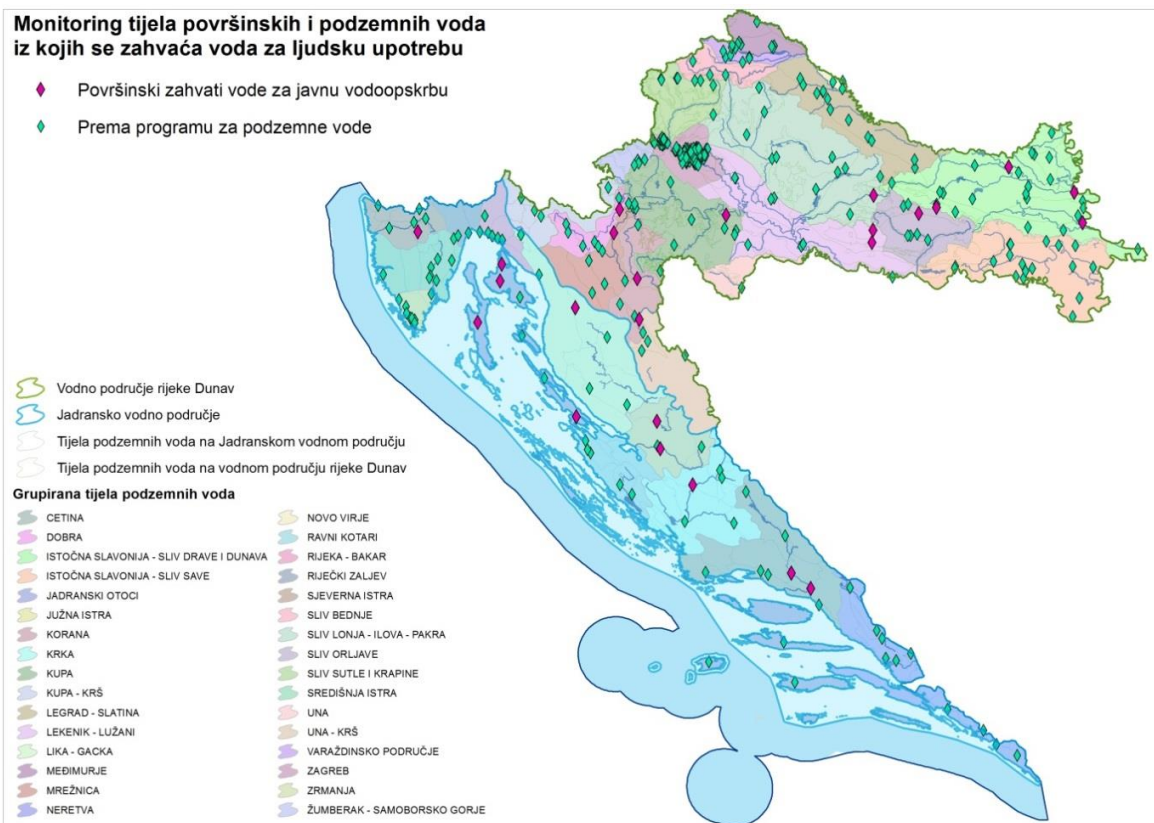 Monitoring tijela površinskih i podzemnih voda
iz kojih se zahvaća voda za ljudsku upotrebu
Površinski zahvati vode za javnu vodoopskrbu
Prema programu za podzemne vode
Vodno područje rijeke Dunav
Jadransko vodno područje
Tijela podzemnih voda na Jadranskom vodnom području
Tijela podzemnih voda na vodnom području rijeke Dunav
Grupirana tijela podzemnih voda
CETINA
DOBRA
ISTOČNA SLAVONIJA - SLIV DRAVE I DUNAVA
ISTOČNA SLAVONIJA - SLIV SAVE
JADRANSKI OTOCI
JUŽNA ISTRA
KORANA
KRKA
KUPA
KUPA - KRŠ
LEGRAD - SLATINA
LEKENIK - LUŽANI
LIKA - GACKA
MEĐIMURJE
MREŽNICA
NERETVA
NOVO VIRJE
RAVNI KOTARI
RIJEKA - BAKAR
RIJEČKI ZALJEV
SJEVERNA ISTRA
SLIV BEDNJE
SLIV LONJA - ILOVA - PAKRA
SLIV ORLJAVE
SLIV SUTLE I KRAPINE
SREDIŠNJA ISTRA
UNA
UNA - KRŠ
VARAŽDINSKO PODRUČJE
ZAGREB
ZRMANJA
ŽUMBERAK - SAMOBORSKO GORJE